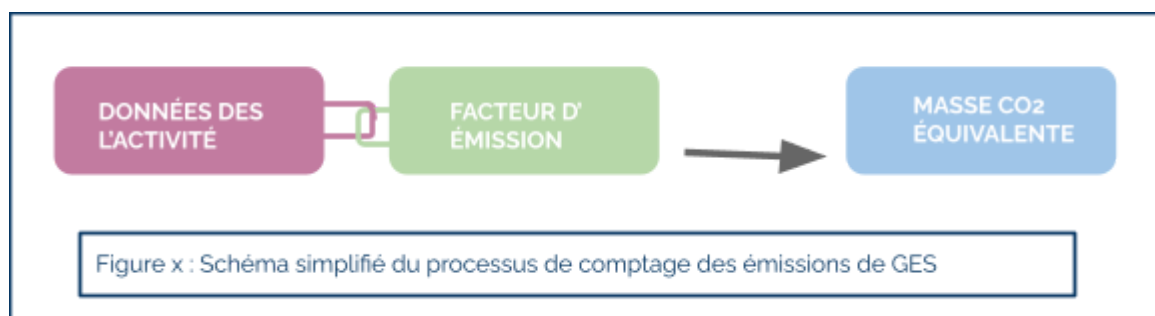 DONNÉES DES
L'ACTIVITÉ
FACTEUR D'
ÉMISSION
MASSE CO2
ÉQUIVALENTE
Figure x : Schéma simplifié du processus de comptage des émissions de GES